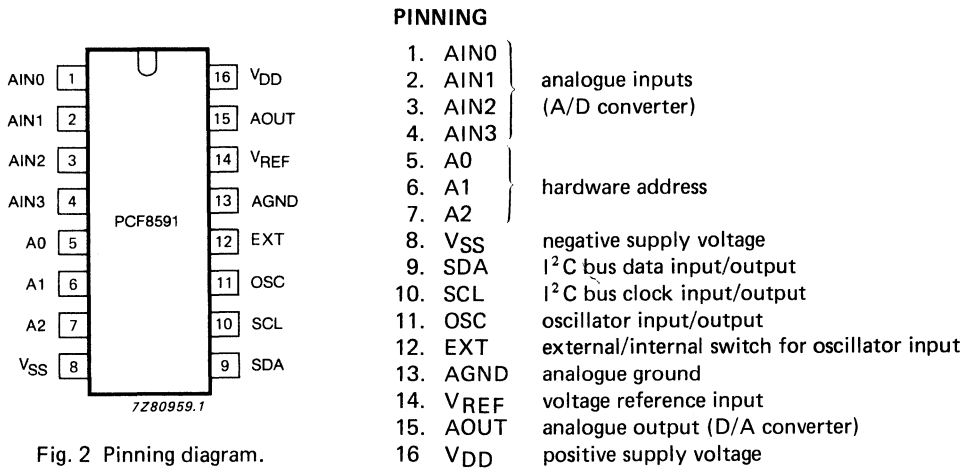 PINNING
AIN0 1
AIN1 2
AIN2 3
AIN3 4
A0 5
A1 6
A2 7
VSS 8
PCF8591
16 VDD
15 AOUT
14 VREF
13 AGND
12 EXT
11 OSC
10 SCL
9 SDA
7Z80959.1
Fig. 2 Pinning diagram.
1. AIN0
2. AIN1
3. AIN2
4. AIN3
analogue inputs
(A/D converter)
5. A0
6. A1
7. A2
hardware address
8. VSS negative supply voltage
9. SDA I²C bus data input/output
10. SCL I²C bus clock input/output
11. OSC oscillator input/output
12. EXT external/internal switch for oscillator input
13. AGND analogue ground
14. VREF voltage reference input
15. AOUT analogue output (D/A converter)
16 VDD positive supply voltage